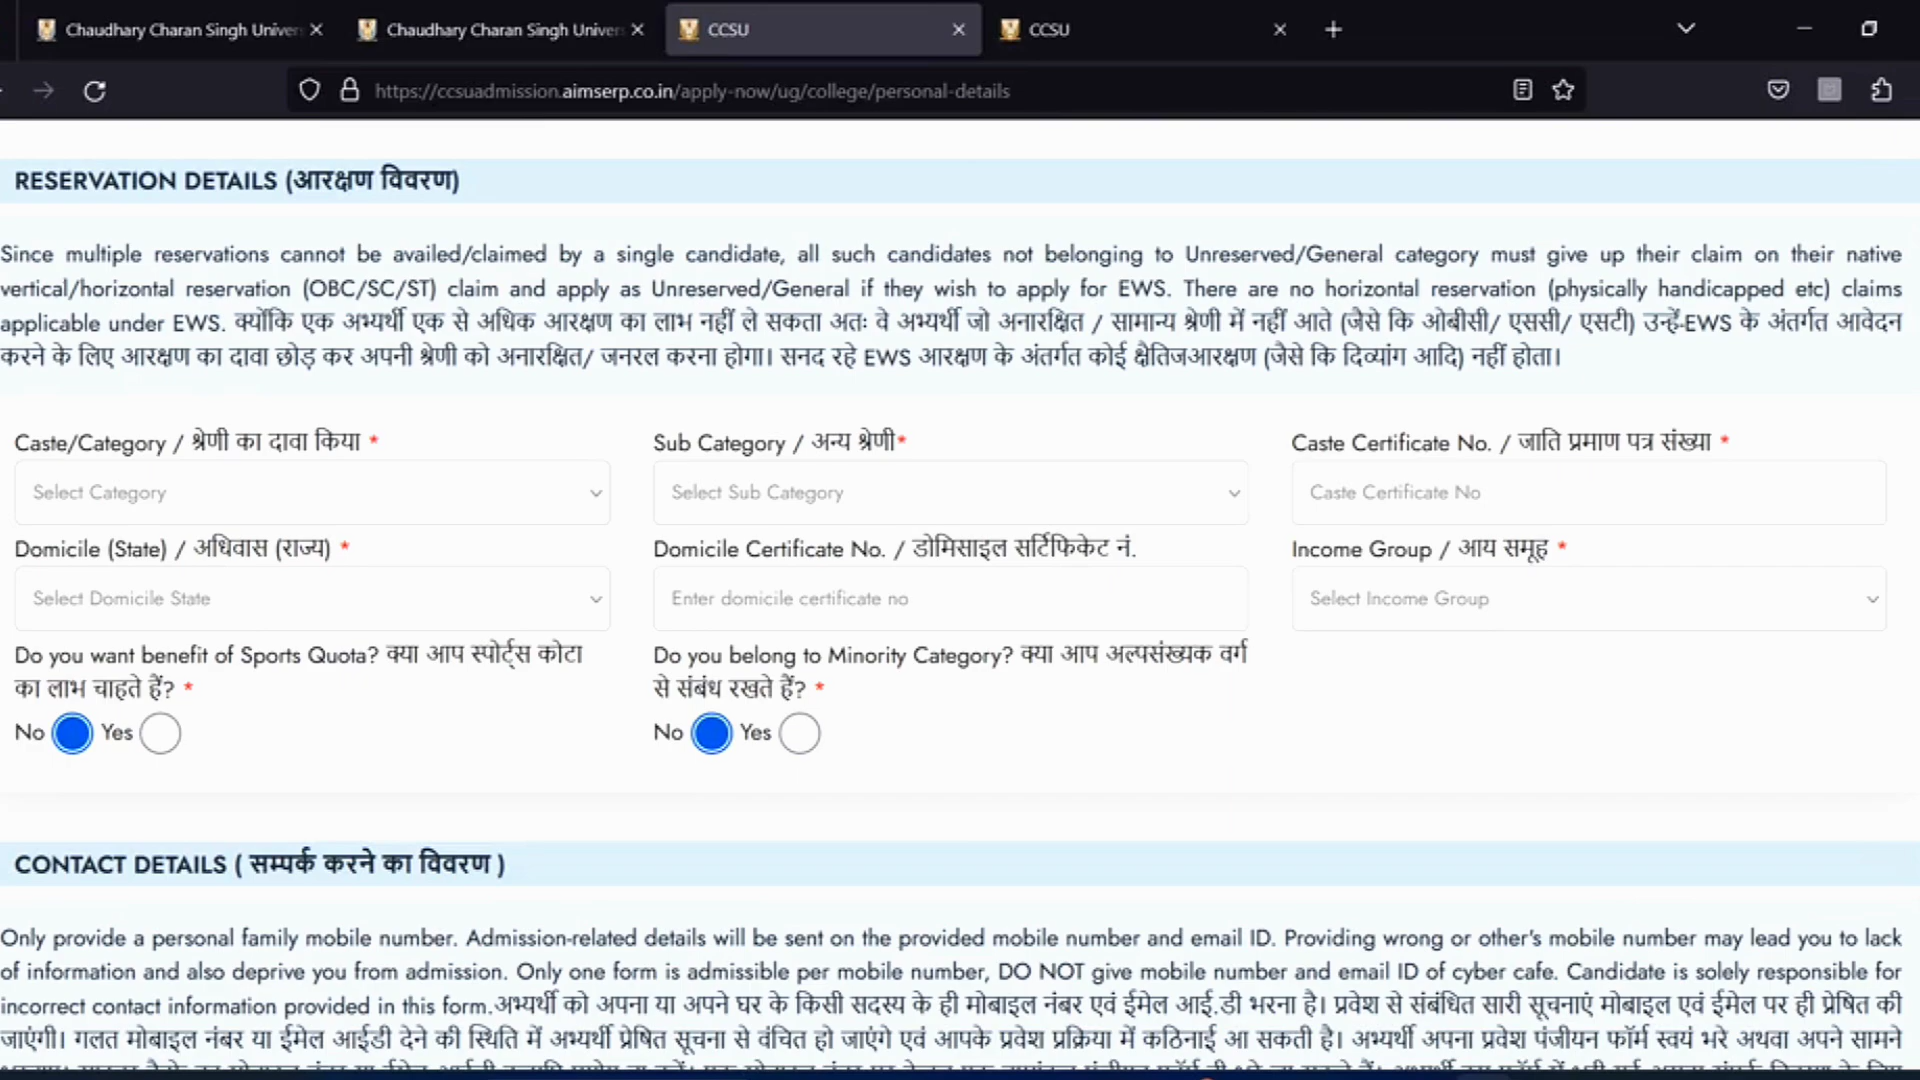 Chaudhary Charan Singh Univer
Chaudhary Charan Singh Univer
CCSU
CCSU
https://ccsuadmission.aimserp.co.in/apply-now/ug/college/personal-details
RESERVATION DETAILS (आरक्षण विवरण)
Since multiple reservations cannot be availed/claimed by a single candidate, all such candidates not belonging to Unreserved/General category must give up their claim on their native
vertical/horizontal reservation (OBC/SC/ST) claim and apply as Unreserved/General if they wish to apply for EWS. There are no horizontal reservation (physically handicapped etc) claims
applicable under EWS. क्योंकि एक अभ्यर्थी एक से अधिक आरक्षण का लाभ नहीं ले सकता अतः वे अभ्यर्थी जो अनारक्षित / सामान्य श्रेणी में नहीं आते (जैसे कि ओबीसी/ एससी/ एसटी) उन्हें-EWS के अंतर्गत आवेदन
करने के लिए आरक्षण का दावा छोड़ कर अपनी श्रेणी को अनारक्षित/ जनरल करना होगा। सनद रहे EWS आरक्षण के अंतर्गत कोई क्षैतिजआरक्षण (जैसे कि दिव्यांग आदि) नहीं होता।
Caste/Category / श्रेणी का दावा किया *
Sub Category / अन्य श्रेणी*
Caste Certificate No. / जाति प्रमाण पत्र संख्या *
Select Category
Select Sub Category
Caste Certificate No
Domicile (State) / अधिवास (राज्य) *
Domicile Certificate No. / डोमिसाइल सर्टिफिकेट नं.
Income Group / आय समूह *
Select Domicile State
Enter domicile certificate no
Select Income Group
Do you want benefit of Sports Quota? क्या आप स्पोर्ट्स कोटा
का लाभ चाहते हैं? *
Do you belong to Minority Category? क्या आप अल्पसंख्यक वर्ग
से संबंध रखते हैं? *
No Yes
No Yes
CONTACT DETAILS ( सम्पर्क करने का विवरण )
Only provide a personal family mobile number. Admission-related details will be sent on the provided mobile number and email ID. Providing wrong or other's mobile number may lead you to lack
of information and also deprive you from admission. Only one form is admissible per mobile number, DO NOT give mobile number and email ID of cyber cafe. Candidate is solely responsible for
incorrect contact information provided in this form.अभ्यर्थी को अपना या अपने घर के किसी सदस्य के ही मोबाइल नंबर एवं ईमेल आई.डी भरना है। प्रवेश से संबंधित सारी सूचनाएं मोबाइल एवं ईमेल पर ही प्रेषित की
जाएंगी। गलत मोबाइल नंबर या ईमेल आईडी देने की स्थिति में अभ्यर्थी प्रेषित सूचना से वंचित हो जाएंगे एवं आपके प्रवेश प्रक्रिया में कठिनाई आ सकती है। अभ्यर्थी अपना प्रवेश पंजीयन फॉर्म स्वयं भरे अथवा अपने सामने